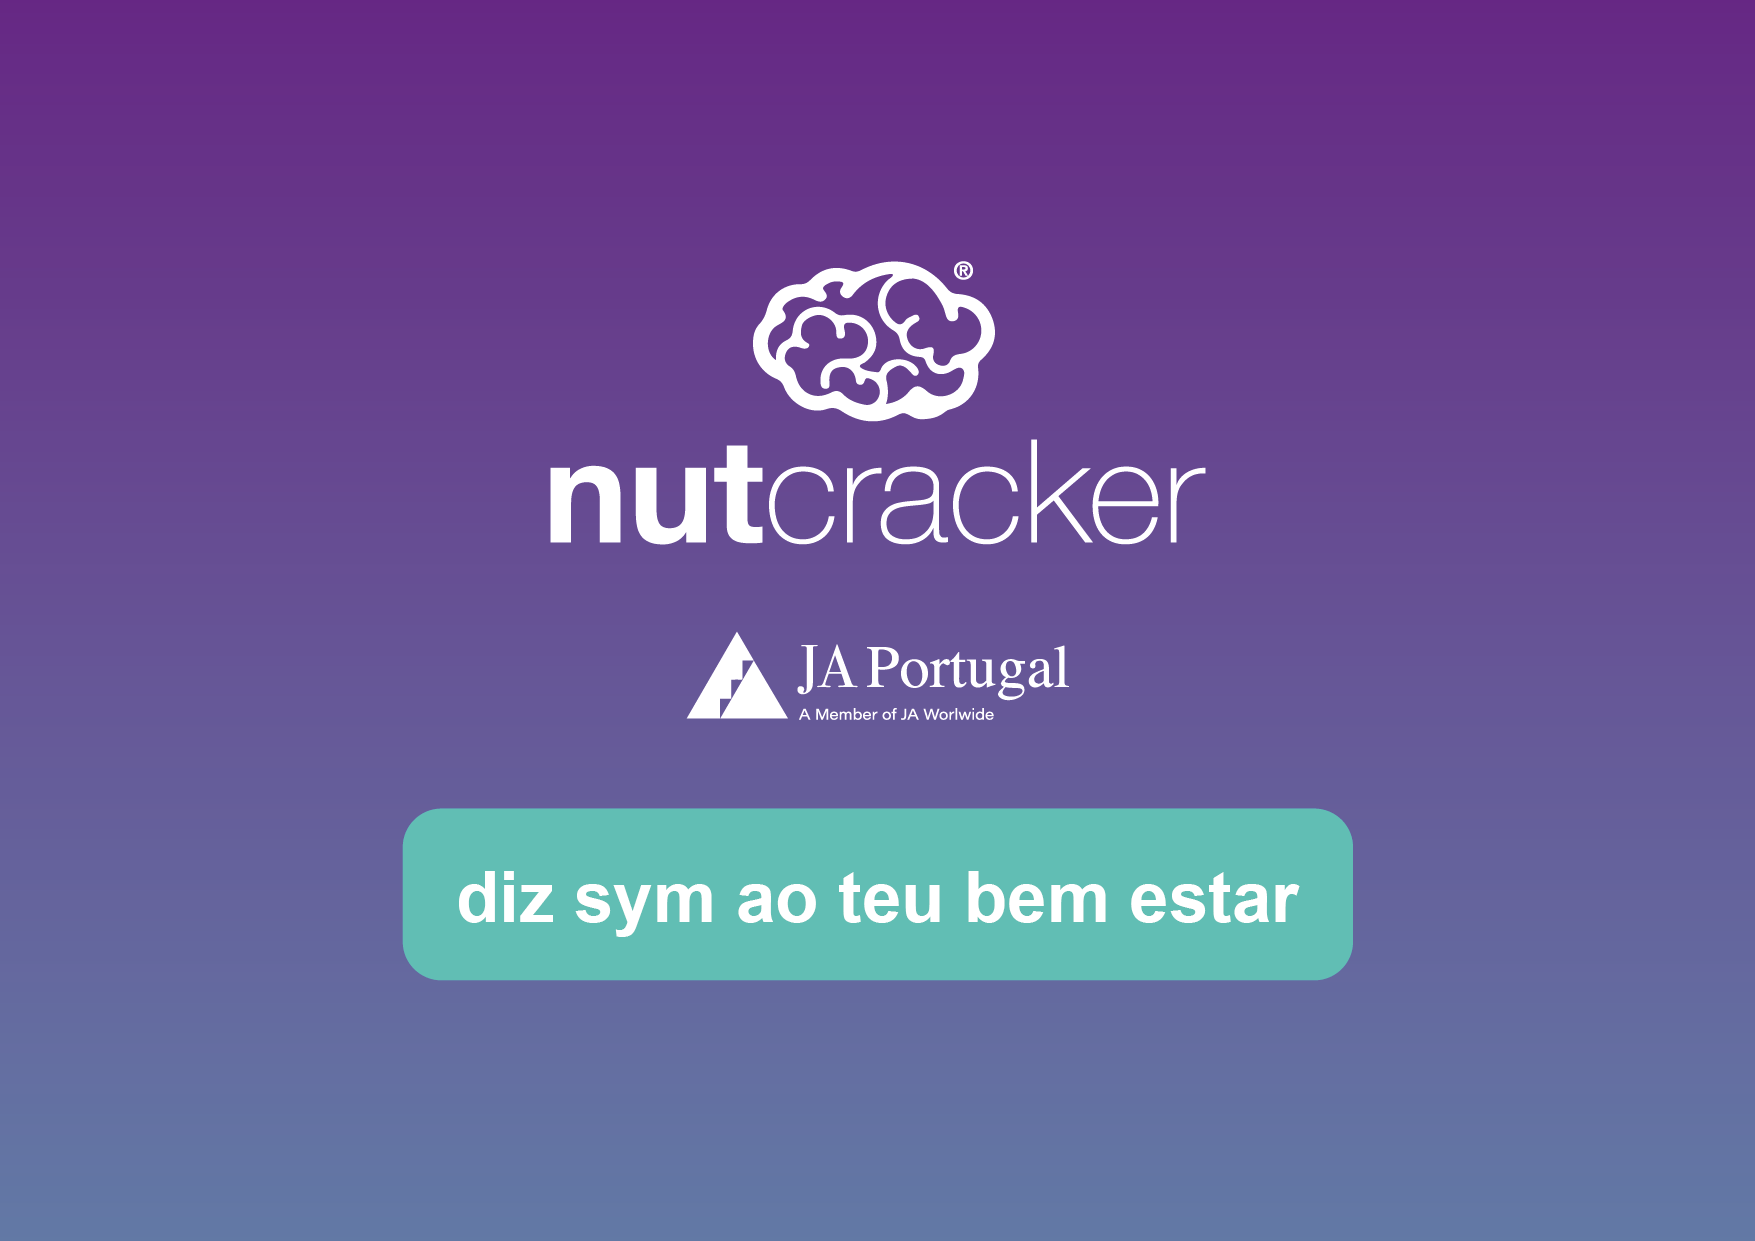 ®
nutcracker
JA Portugal
A Member of JA Worlwide
diz sym ao teu bem estar